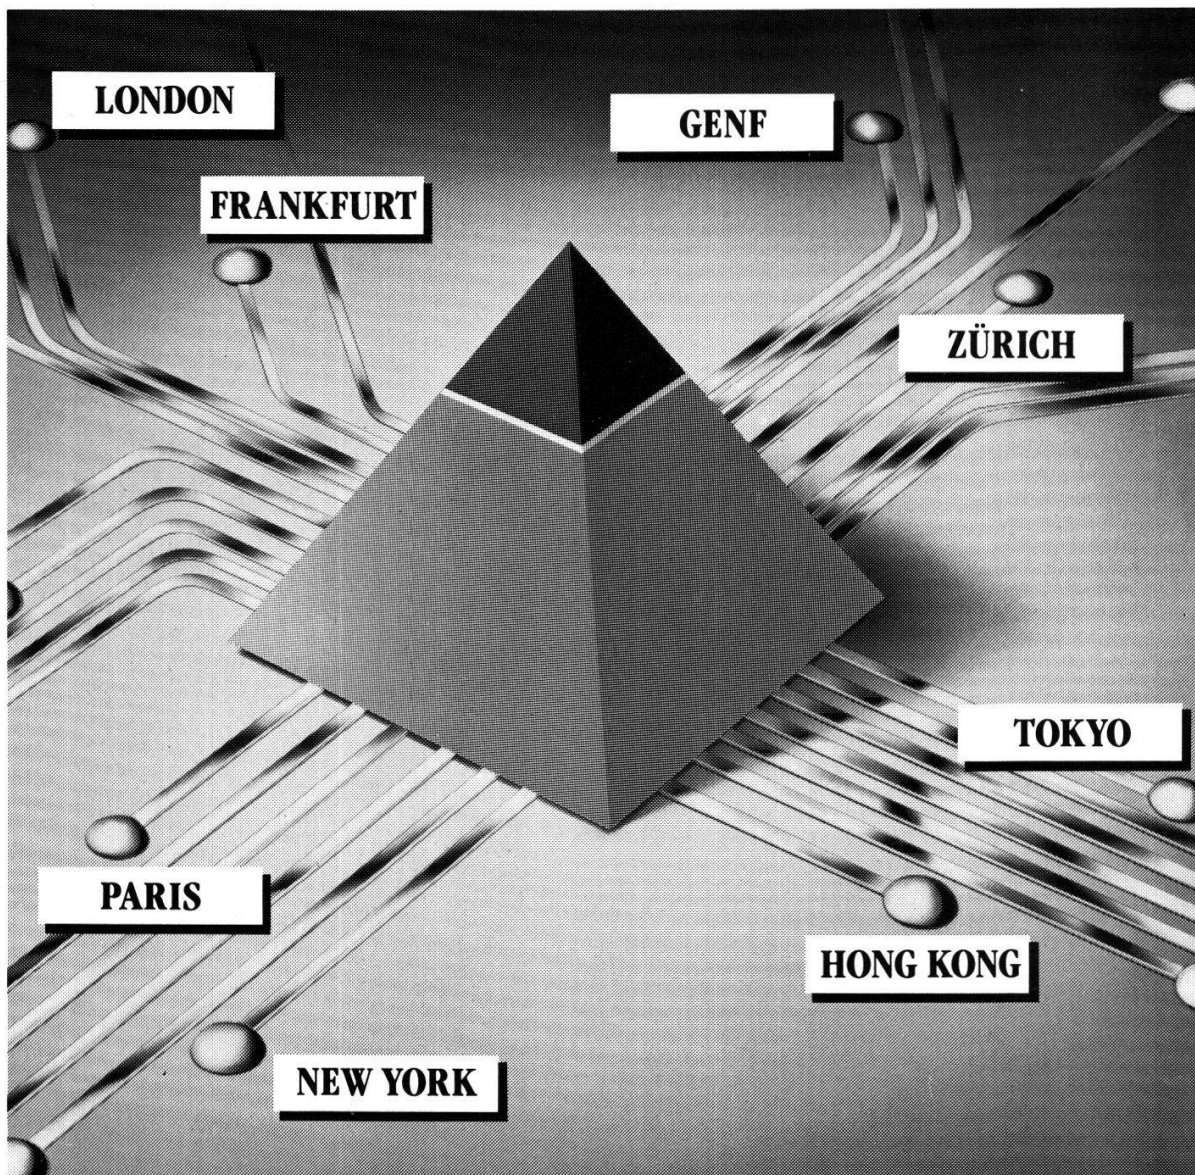 LONDON
GENF
FRANKFURT
ZÜRICH
TOKYO
PARIS
HONG KONG
NEW YORK